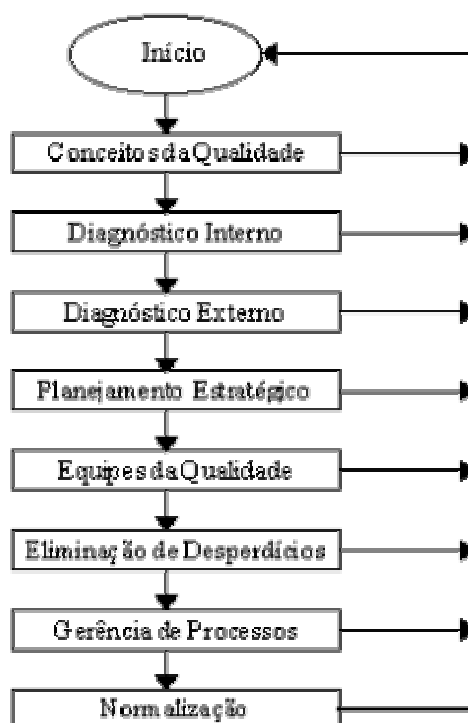 Início
Conceitos da Qualidade
Diagnóstico Interno
Diagnóstico Externo
Planejamento Estratégico
Equipes da Qualidade
Eliminação de Desperdícios
Gerência de Processos
Normalização